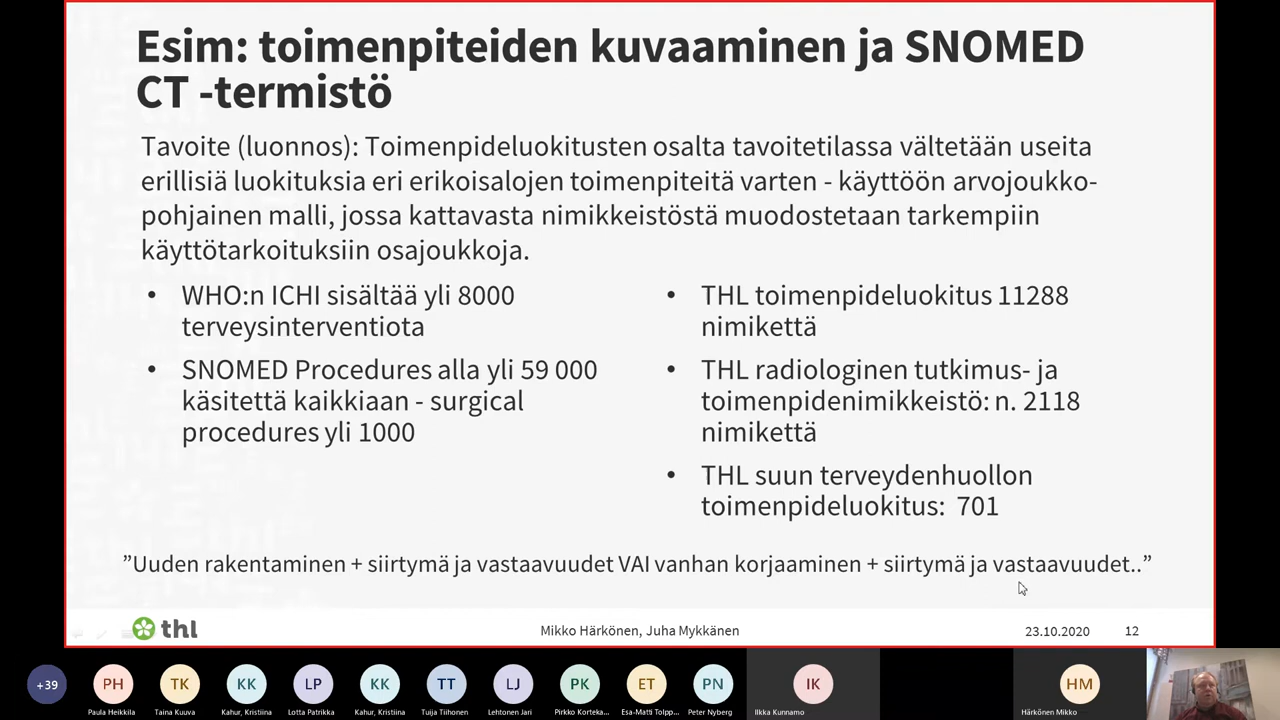 Esim: toimenpiteiden kuvaaminen ja SNOMED
CT -termistö
Tavoite (luonnos): Toimenpideluokitusten osalta tavoitetilassa vältetään useita
erillisiä luokituksia eri erikoisalojen toimenpiteitä varten - käyttöön arvojoukko-
pohjainen malli, jossa kattavasta nimikkeistöstä muodostetaan tarkempiin
käyttötarkoituksiin osajoukkoja.
• WHO:n ICHI sisältää yli 8000
terveysinterventiota
• SNOMED Procedures alla yli 59 000
käsitettä kaikkiaan - surgical
procedures yli 1000
• THL toimenpideluokitus 11288
nimikettä
• THL radiologinen tutkimus- ja
toimenpidenimikkeistö: n. 2118
nimikettä
• THL suun terveydenhuollon
toimenpideluokitus: 701
”Uuden rakentaminen + siirtymä ja vastaavuudet VAI vanhan korjaaminen + siirtymä ja vastaavuudet..”
thl
Mikko Härkönen, Juha Mykkänen
23.10.2020
12
+39
PH
TK
KK
LP
KK
TT
LJ
PK
ET
PN
IK
HM
Paula Heikkila
Taina Kuuva
Kahur, Kristiina
Lotta Patrikka
Kahur, Kristiina
Tuija Tiihonen
Lehtonen Jari
Pirkko Korteka...
Esa-Matti Tolpp...
Peter Nyberg
Ilkka Kunnamo
Härkönen Mikko